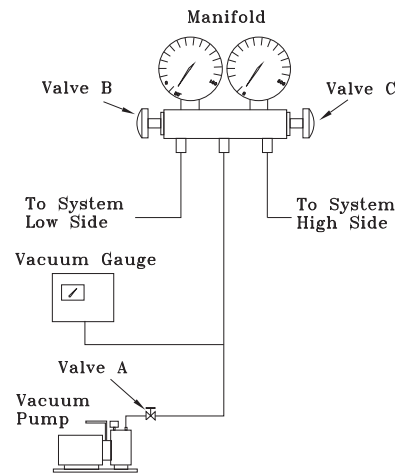 Manifold
Valve B
Valve C
To System
Low Side
To System
High Side
Vacuum Gauge
Valve A
Vacuum
Pump